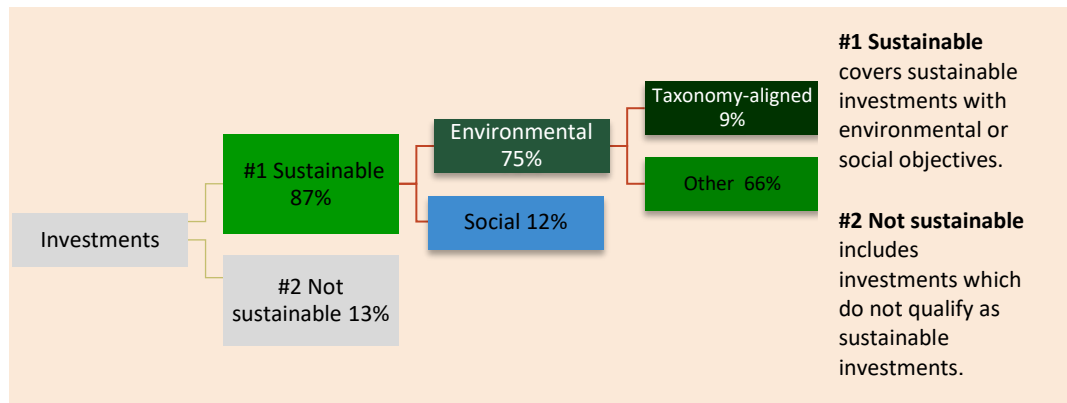 Investments
#1 Sustainable
87%
#2 Not
sustainable 13%
Environmental
75%
Social 12%
Taxonomy-aligned
9%
Other 66%
#1 Sustainable
covers sustainable
investments with
environmental or
social objectives.
#2 Not sustainable
includes
investments which
do not qualify as
sustainable
investments.